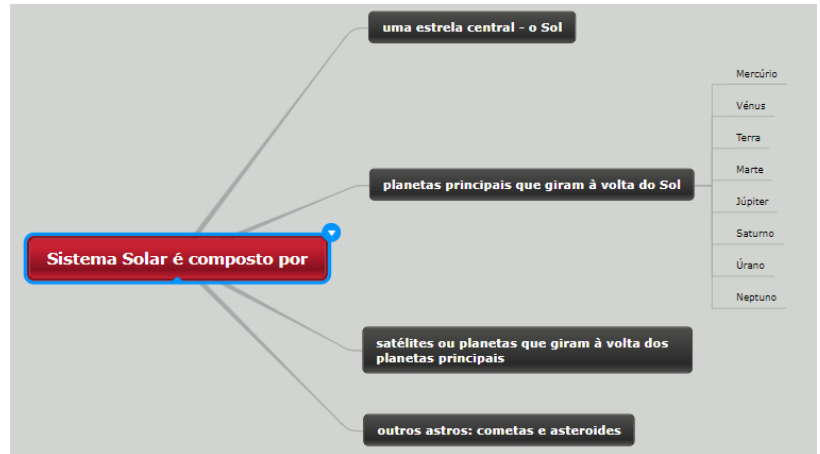 uma estrela central - o Sol
Mercúrio
Vénus
Terra
Marte
planetas principais que giram à volta do Sol
Júpiter
Saturno
Úrano
Neptuno
Sistema Solar é composto por
satélites ou planetas que giram à volta dos
planetas principais
outros astros: cometas e asteroides